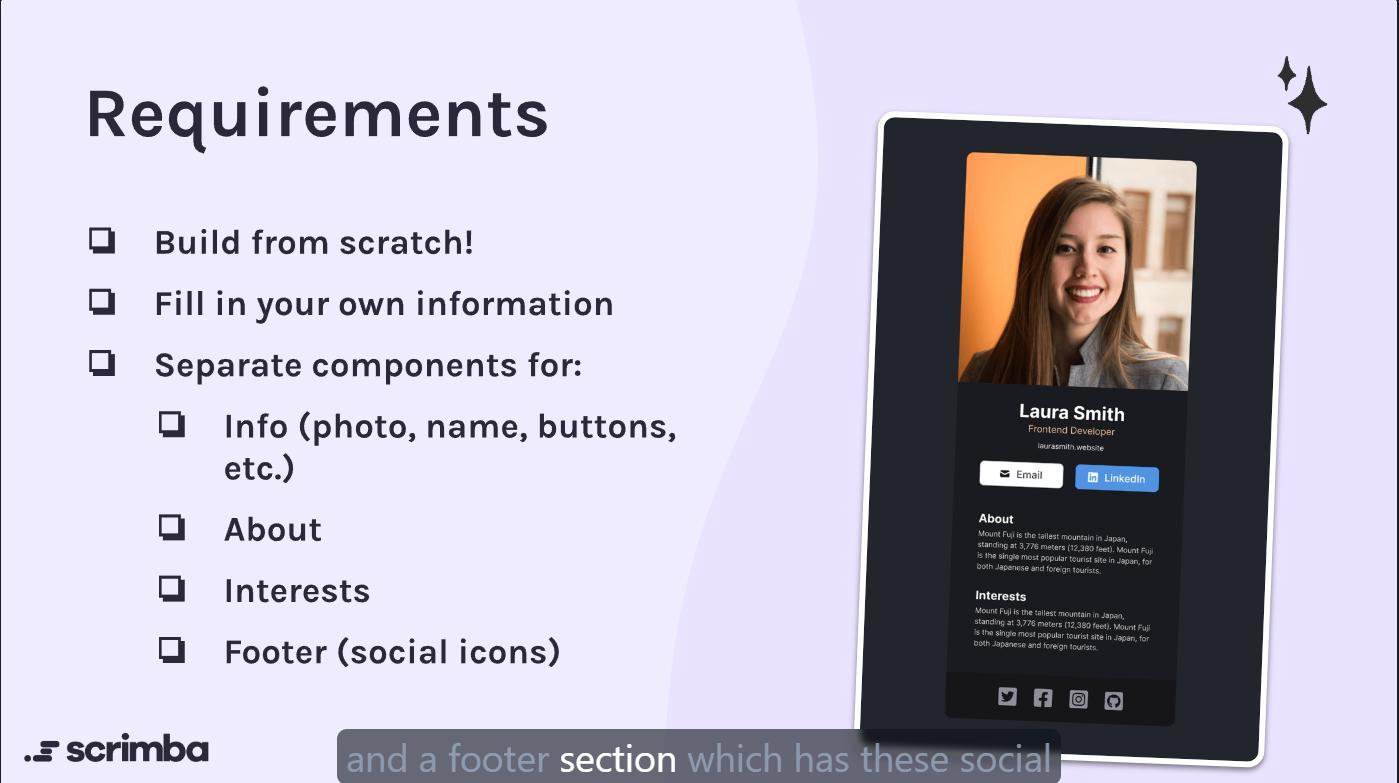 Requirements
Build from scratch!
Fill in your own information
Separate components for:
Info (photo, name, buttons,
etc.)
About
Interests
Footer (social icons)
scrimba
Laura Smith
Frontend Developer
laurasmith.website
Email
LinkedIn
About
Mount Fuji is the tallest mountain in Japan,
standing at 3,776 meters (12,380 feet). Mount Fuji
is the single most popular tourist site in Japan, for
both Japanese and foreign tourists.
Interests
Mount Fuji is the tallest mountain in Japan,
standing at 3,776 meters (12,380 feet). Mount Fuji
is the single most popular tourist site in Japan, for
both Japanese and foreign tourists.
and a footer section which has these social